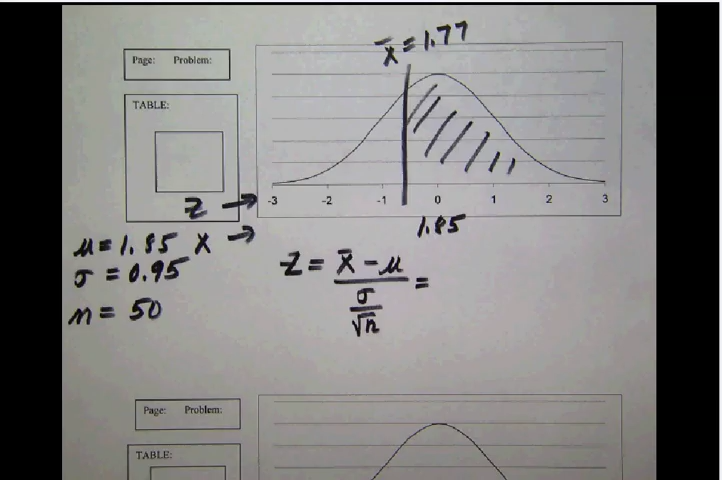 x̄ = 1.77
Page: Problem:
TABLE:
Z →
-3 -2 -1 0 1 2 3
1.85
μ = 1.85 X →
σ = 0.95
n = 50
Z = x̄ - μ / σ / √n =
Page: Problem:
TABLE: